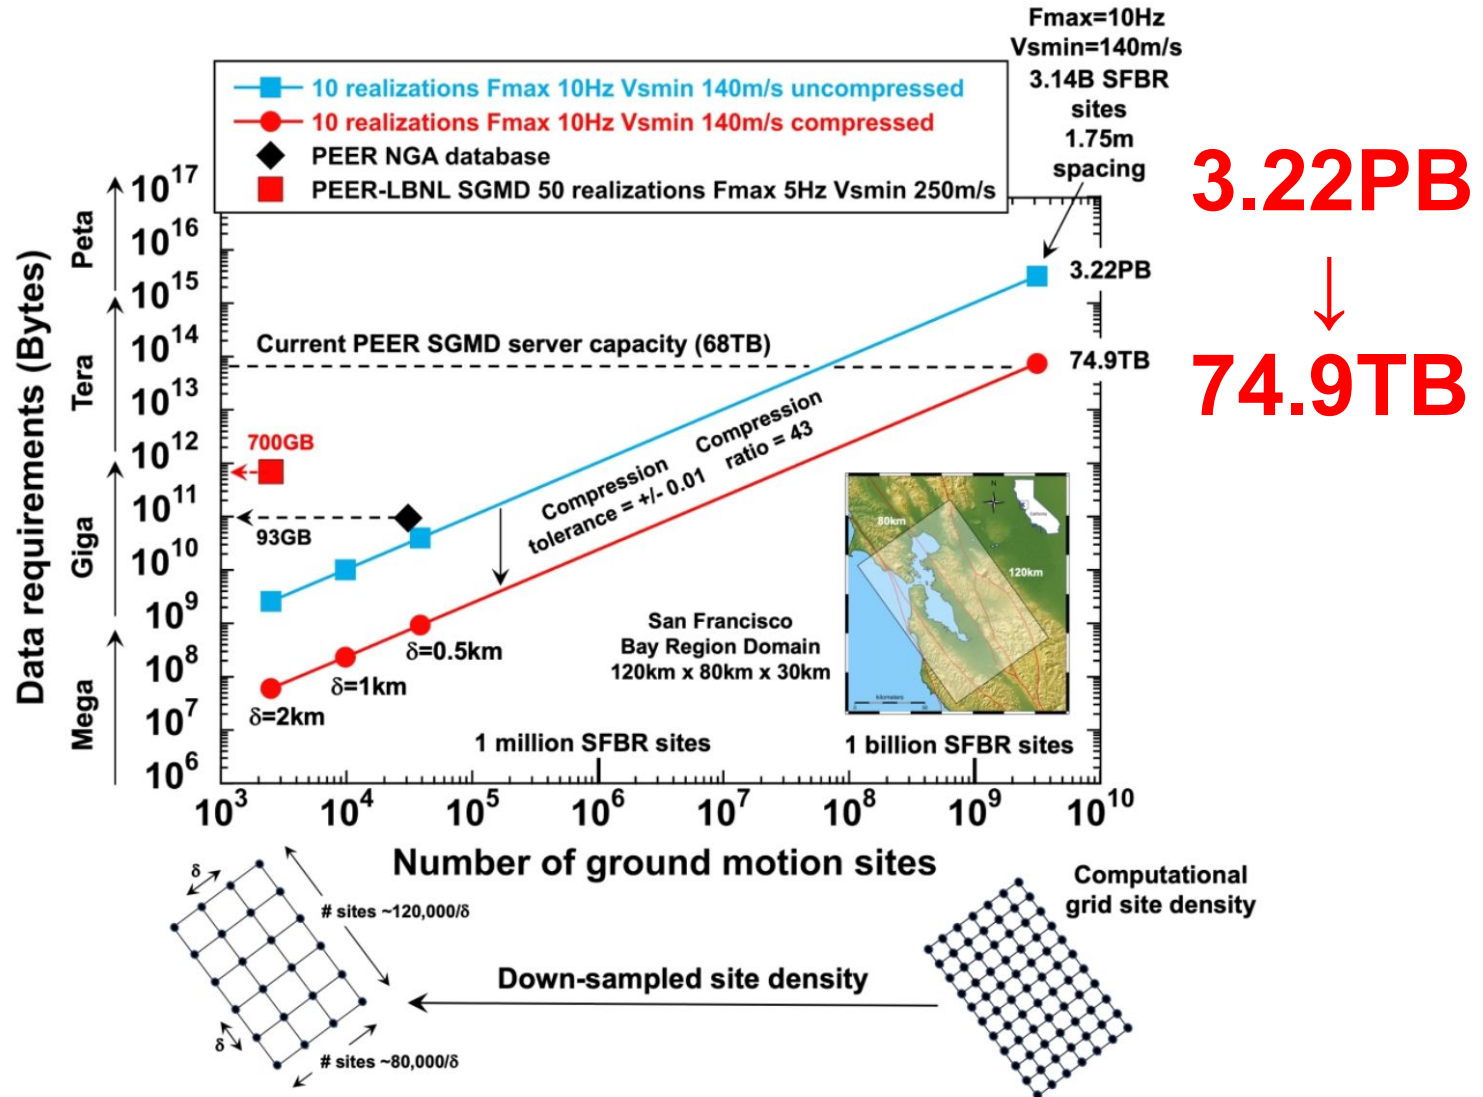 Fmax=10Hz
Vsmin=140m/s
3.14B SFBR
sites
1.75m
spacing
10 realizations Fmax 10Hz Vsmin 140m/s uncompressed
10 realizations Fmax 10Hz Vsmin 140m/s compressed
PEER NGA database
PEER-LBNL SGMD 50 realizations Fmax 5Hz Vsmin 250m/s
3.22PB
↓
74.9TB
Data requirements (Bytes)
Peta
Tera
Giga
Mega
10^17
10^16
10^15
10^14
10^13
10^12
10^11
10^10
10^9
10^8
10^7
10^6
3.22PB
Current PEER SGMD server capacity (68TB)
74.9TB
700GB
93GB
Compression
tolerance = +/- 0.01
Compression
ratio = 43
δ=0.5km
δ=1km
δ=2km
San Francisco
Bay Region Domain
120km x 80km x 30km
N
California
80km
120km
kilometers
1 million SFBR sites
1 billion SFBR sites
10^3
10^4
10^5
10^6
10^7
10^8
10^9
10^10
Number of ground motion sites
δ
# sites ~120,000/δ
δ
# sites ~80,000/δ
Down-sampled site density
Computational
grid site density